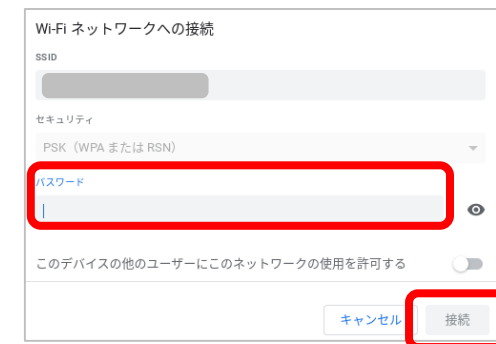 Wi-Fi ネットワークへの接続
SSID
セキュリティ
PSK（WPA または RSN）
パスワード
このデバイスの他のユーザーにこのネットワークの使用を許可する
キャンセル 接続